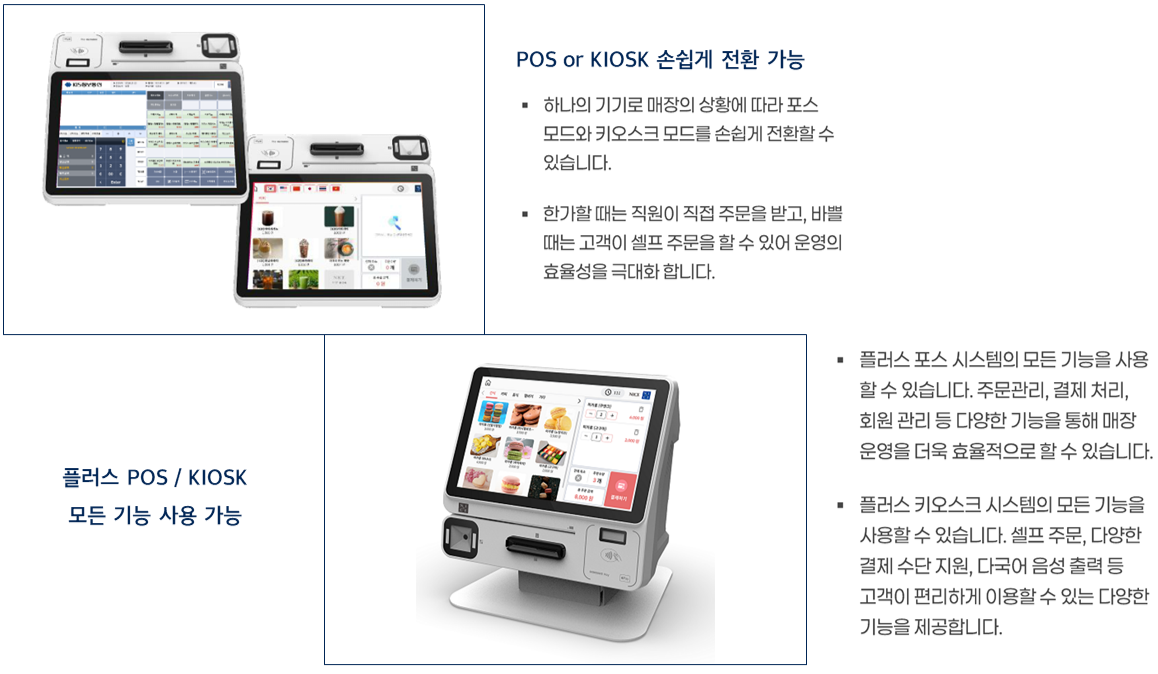 POS or KIOSK 손쉽게 전환 가능
▪ 하나의 기기로 매장의 상황에 따라 포스
모드와 키오스크 모드를 손쉽게 전환할 수
있습니다.
▪ 한가할 때는 직원이 직접 주문을 받고, 바쁠
때는 고객이 셀프 주문을 할 수 있어 운영의
효율성을 극대화 합니다.
플러스 POS / KIOSK
모든 기능 사용 가능
▪ 플러스 포스 시스템의 모든 기능을 사용
할 수 있습니다. 주문관리, 결제 처리,
회원 관리 등 다양한 기능을 통해 매장
운영을 더욱 효율적으로 할 수 있습니다.
▪ 플러스 키오스크 시스템의 모든 기능을
사용할 수 있습니다. 셀프 주문, 다양한
결제 수단 지원, 다국어 음성 출력 등
고객이 편리하게 이용할 수 있는 다양한
기능을 제공합니다.